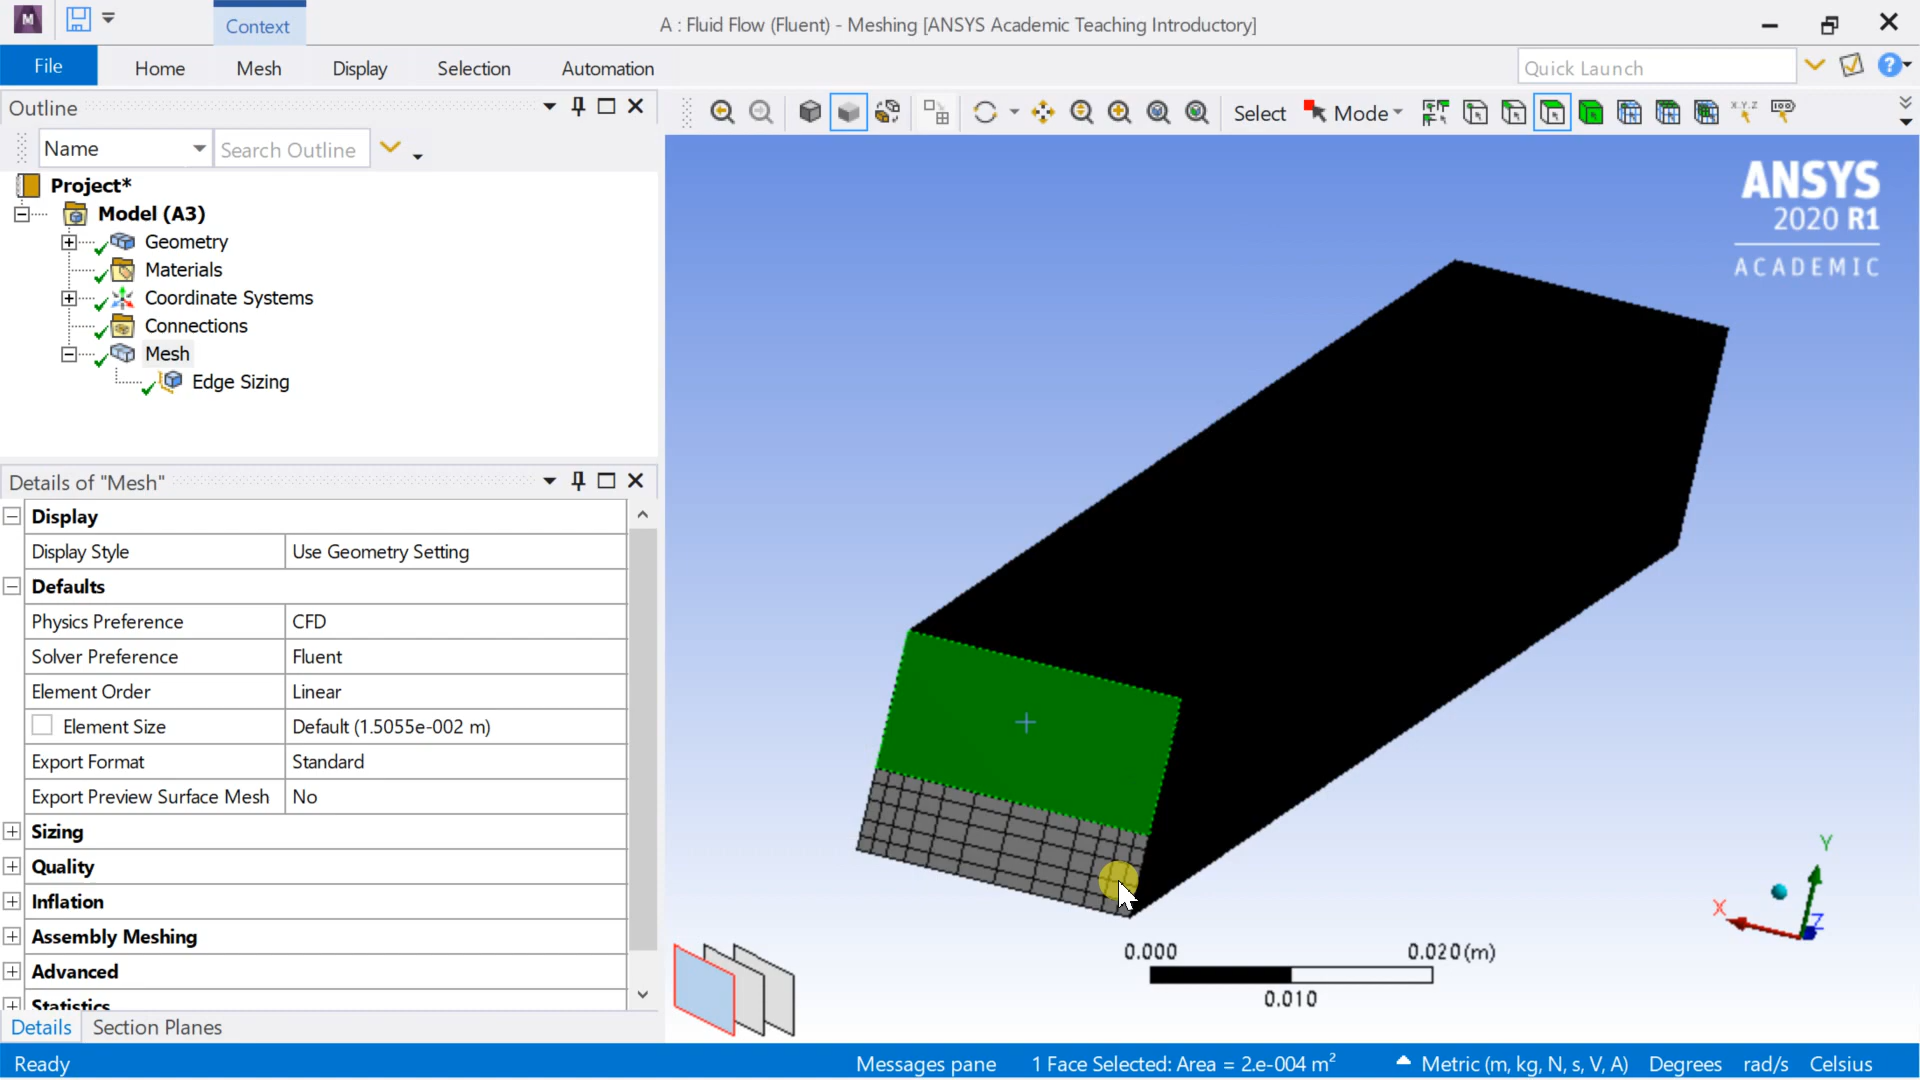 M
Context
A : Fluid Flow (Fluent) - Meshing [ANSYS Academic Teaching Introductory]
File
Home
Mesh
Display
Selection
Automation
Quick Launch
?
Outline
Select
Mode
X,Y,Z
Name
Search Outline
Project*
Model (A3)
Geometry
Materials
Coordinate Systems
Connections
Mesh
Edge Sizing
ANSYS
2020 R1
ACADEMIC
Details of "Mesh"
Display
Display Style
Use Geometry Setting
Defaults
Physics Preference
CFD
Solver Preference
Fluent
Element Order
Linear
Element Size
Default (1.5055e-002 m)
Export Format
Standard
Export Preview Surface Mesh
No
Sizing
Quality
Inflation
Assembly Meshing
Advanced
Statistics
Details
Section Planes
Y
X
Z
0.000
0.020(m)
0.010
Ready
Messages pane
1 Face Selected: Area = 2.e-004 m²
Metric (m, kg, N, s, V, A)
Degrees
rad/s
Celsius